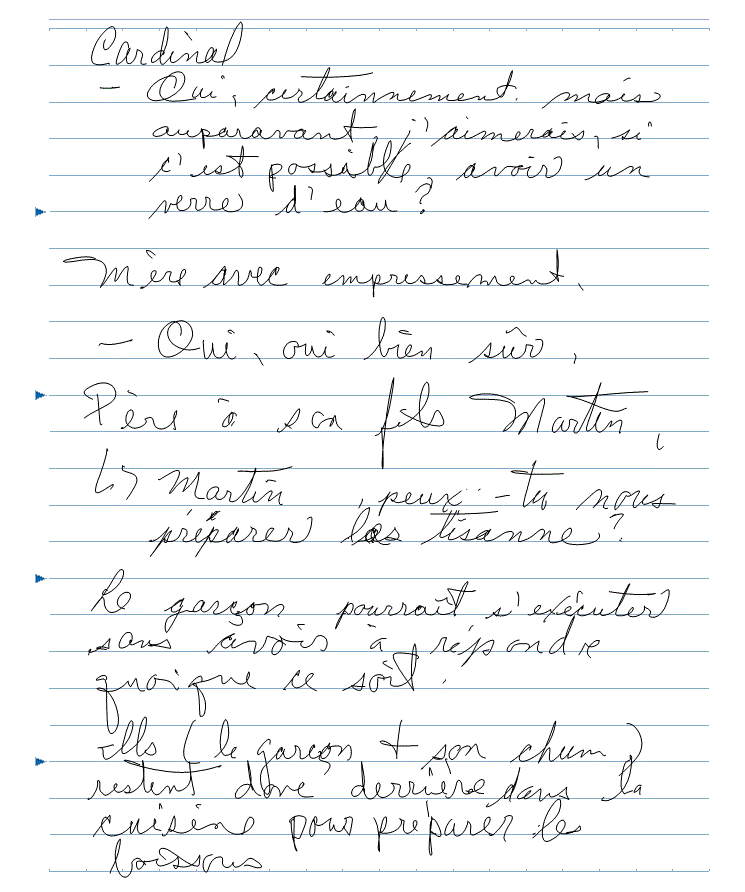 Cardinal
- Oui, certainnement. mais
auparavant, j'aimerais, si
c'est possible, avoir un
verre d'eau ?
Mère avec empressement,
- Oui, oui bien sûr,
Père à son fils Martin,
↳ Martin , peux-tu nous
préparer les tisanne ?
Le garçon pourrait s'exécuter
sans avoir à répondre
quoique ce soit.
Ils (le garçon + son chum)
restent donc derrière dans la
cuisine pour préparer les
boissons